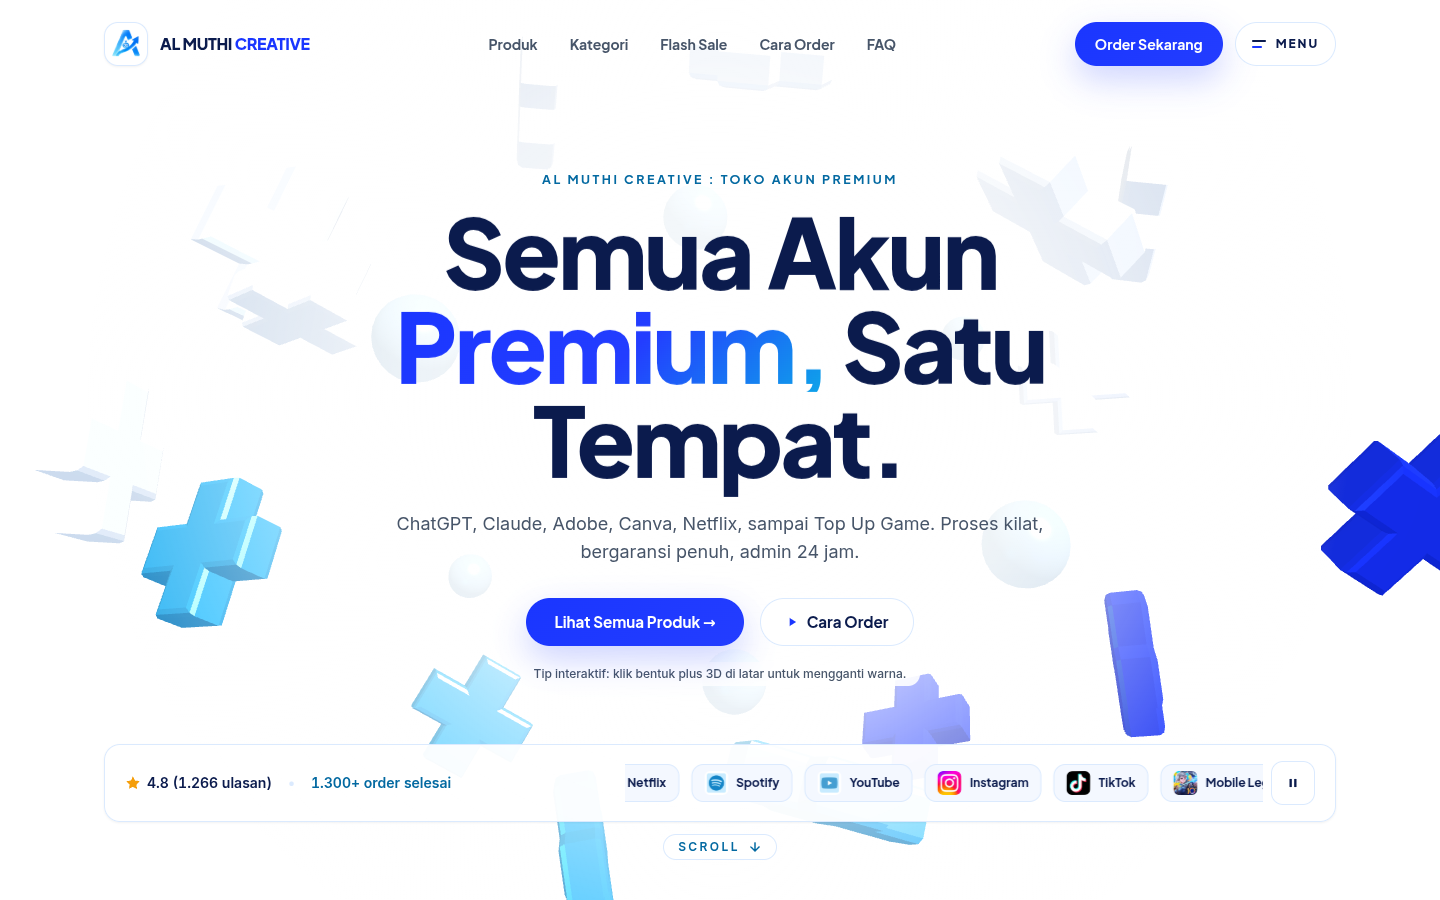 AL MUTHI CREATIVE
Produk
Kategori
Flash Sale
Cara Order
FAQ
Order Sekarang
MENU
AL MUTHI CREATIVE : TOKO AKUN PREMIUM
Semua Akun
Premium, Satu
Tempat.
ChatGPT, Claude, Adobe, Canva, Netflix, sampai Top Up Game. Proses kilat,
bergaransi penuh, admin 24 jam.
Lihat Semua Produk →
Cara Order
Tip interaktif: klik bentuk plus 3D di latar untuk mengganti warna.
4.8 (1.266 ulasan)
1.300+ order selesai
Netflix
Spotify
YouTube
Instagram
TikTok
Mobile
SCROLL ↓